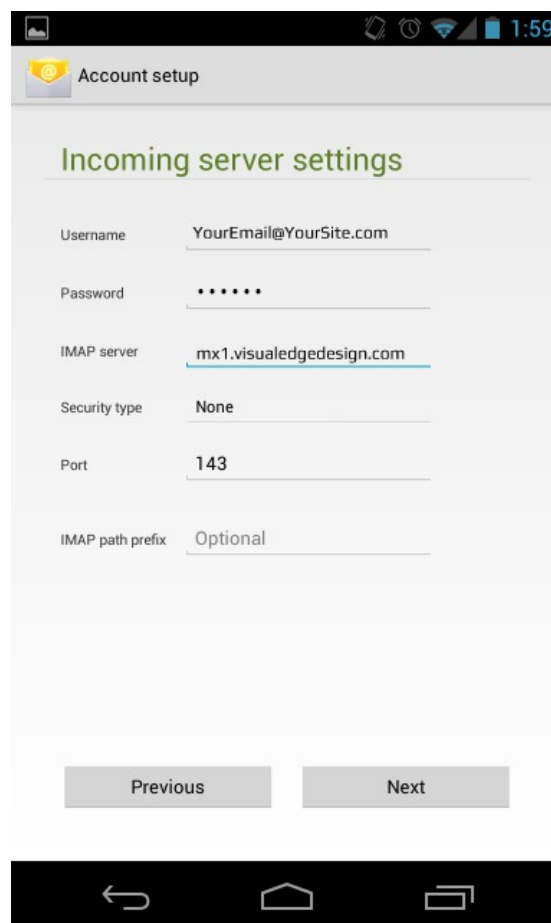 1:59
Account setup
Incoming server settings
Username YourEmail@YourSite.com
Password ••••••
IMAP server mx1.visualedgedesign.com
Security type None
Port 143
IMAP path prefix Optional
Previous Next